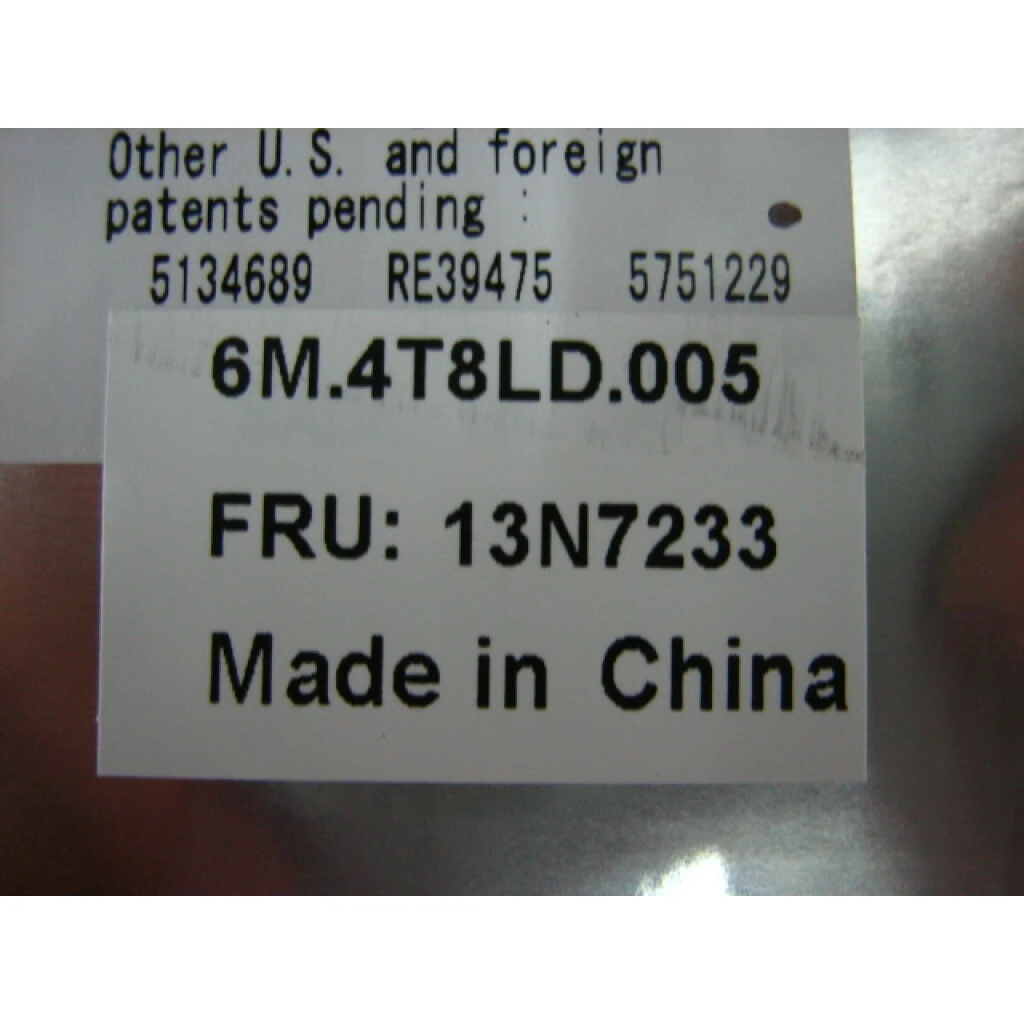 Other U.S. and foreign
patents pending :
5134689 RE39475 5751229
6M.4T8LD.005
FRU: 13N7233
Made in China